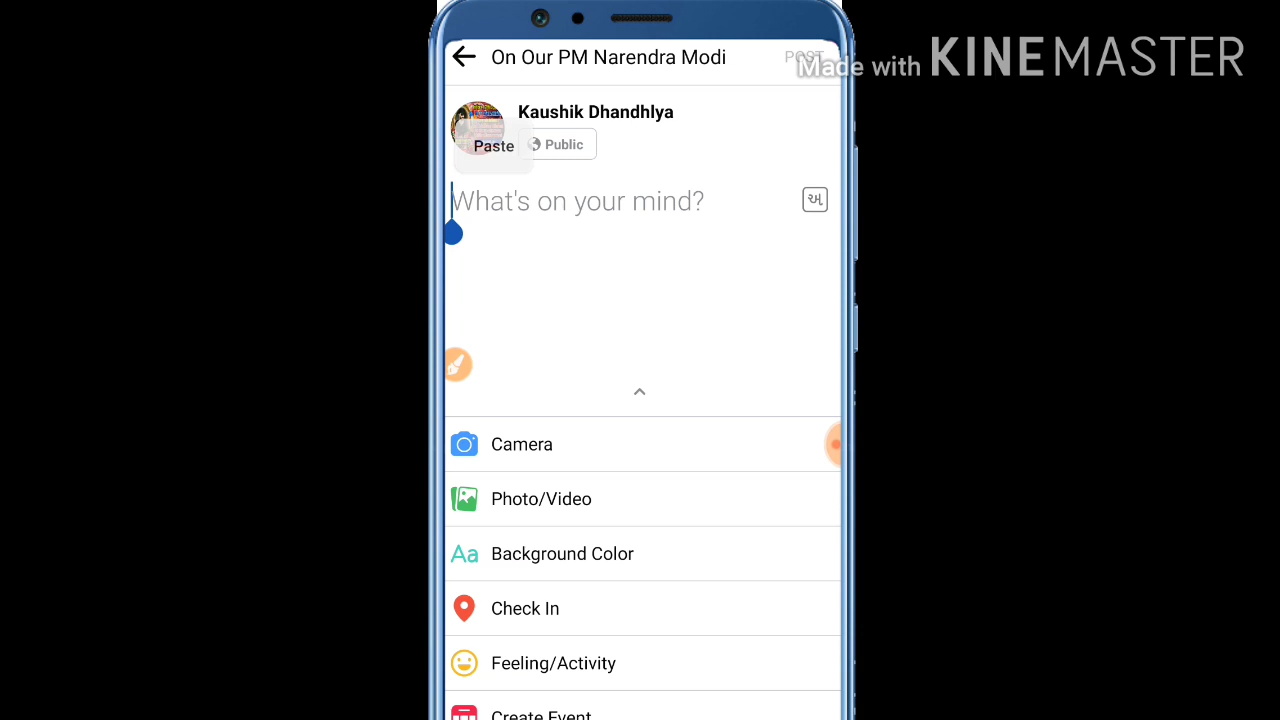 On Our PM Narendra Modi
POST
Made with KINEMASTER
Kaushik Dhandhlya
Paste
Public
What's on your mind?
અ
Camera
Photo/Video
Aa
Background Color
Check In
Feeling/Activity
Create Event